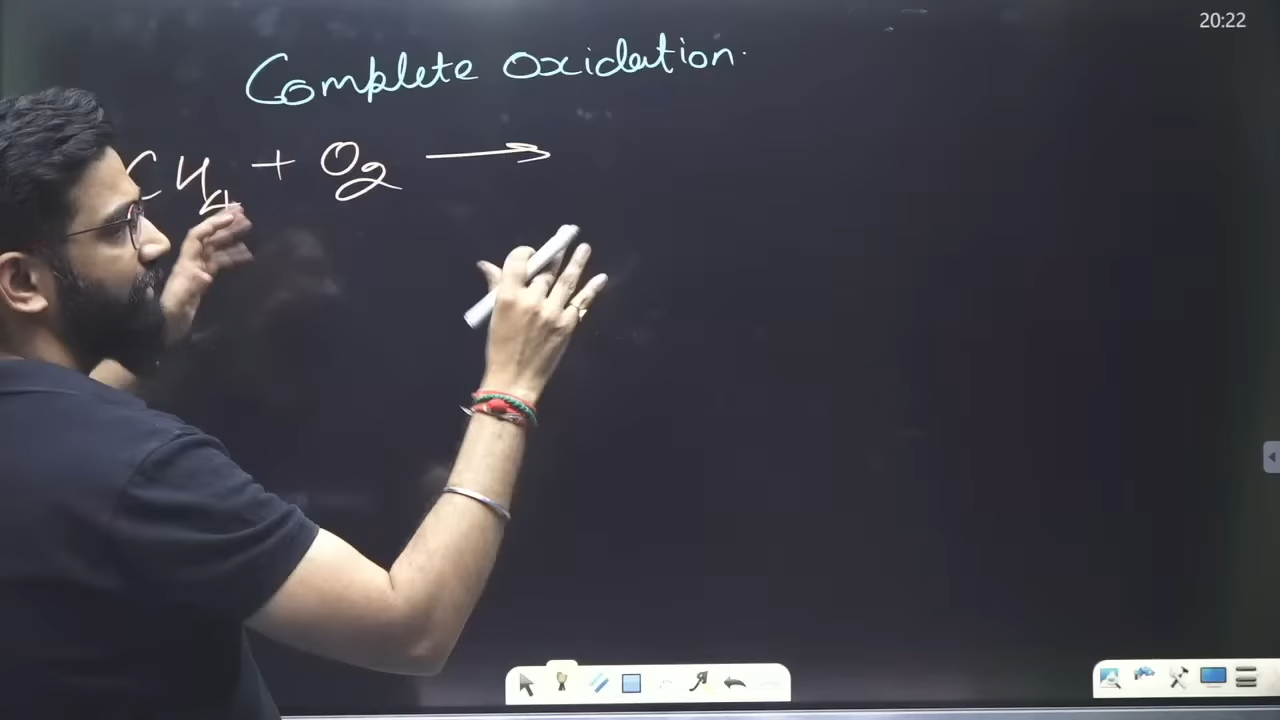 20:22
Complete Oxidation.
CH4 + O2 ⟶